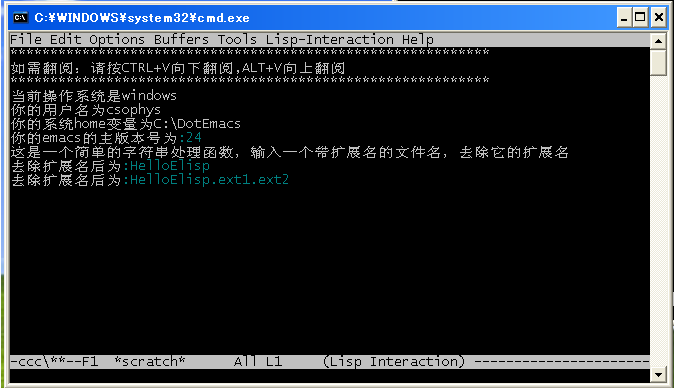 C:¥WINDOWS¥system32¥cmd.exe
File Edit Options Buffers Tools Lisp-Interaction Help
************************************************************
如需翻阅：请按CTRL+V向下翻阅,ALT+V向上翻阅
************************************************************
当前操作系统是windows
你的用户名为csophys
你的系统home变量为C:\DotEmacs
你的emacs的主版本号为:24
这是一个简单的字符串处理函数，输入一个带扩展名的文件名，去除它的扩展名
去除扩展名后为:HelloElisp
去除扩展名后为:HelloElisp.ext1.ext2
-ccc\**--F1  *scratch*      All L1     (Lisp Interaction) ----------------------